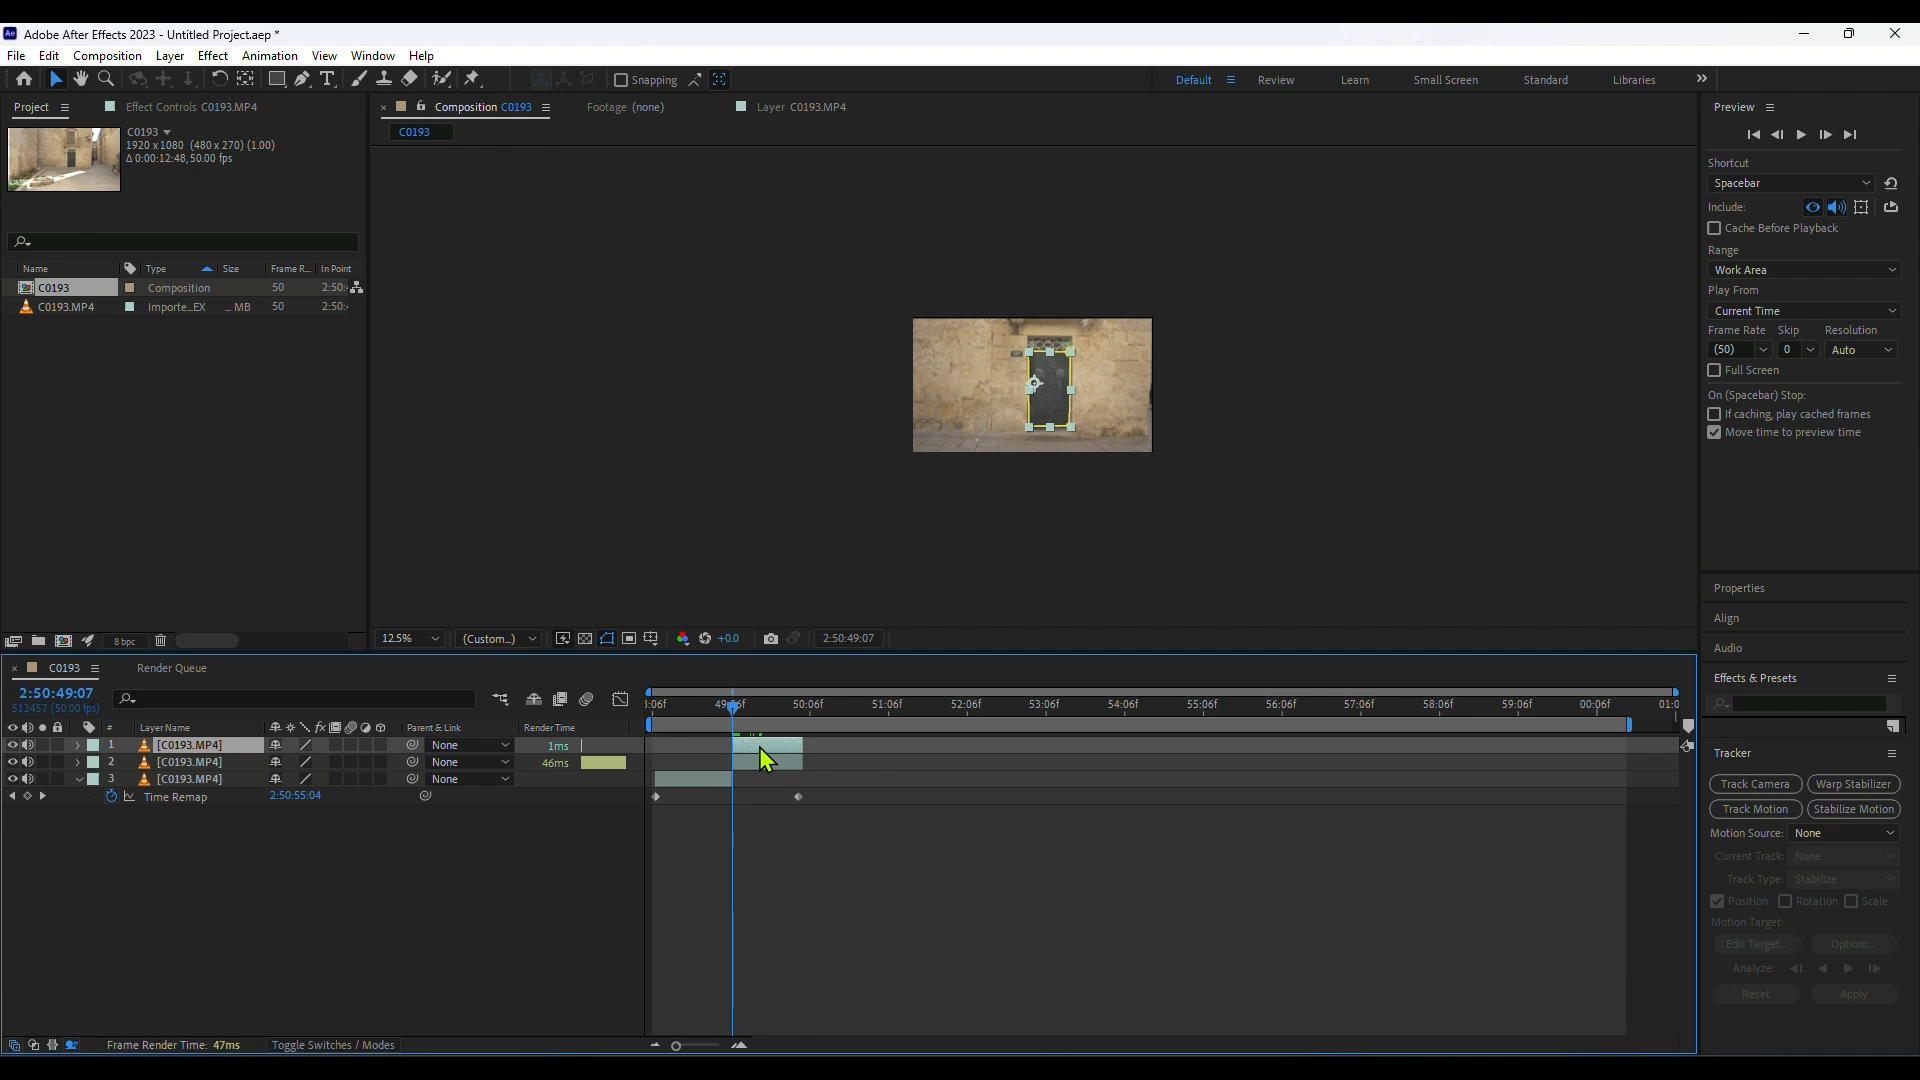 Adobe After Effects 2023 - Untitled Project.aep *
File Edit Composition Layer Effect Animation View Window Help
Snapping
Default Review Learn Small Screen Standard Libraries
Project
Effect Controls C0193.MP4
Composition C0193
Footage (none)
Layer C0193.MP4
C0193
C0193
1920 x 1080 (480 x 270) (1.00)
Δ 0:00:12:48, 50.00 fps
Name Type Size Frame R... In Point
C0193 Composition 50 2:50:
C0193.MP4 Importe...EX ... MB 50 2:50:
8 bpc
12.5% (Custom...) +0.0 2:50:49:07
Preview
Shortcut
Spacebar
Include:
Cache Before Playback
Range
Work Area
Play From
Current Time
Frame Rate Skip Resolution
(50) 0 Auto
Full Screen
On (Spacebar) Stop:
If caching, play cached frames
Move time to preview time
Properties
Align
Audio
Effects & Presets
Tracker
Track Camera Warp Stabilizer
Track Motion Stabilize Motion
Motion Source: None
Current Track: None
Track Type: Stabilize
Position Rotation Scale
Motion Target:
Edit Target... Options...
Analyze:
Reset Apply
C0193
Render Queue
2:50:49:07
512457 (50.00 fps)
# Layer Name fx Parent & Link Render Time
1 [C0193.MP4] None 1ms
2 [C0193.MP4] None 46ms
3 [C0193.MP4] None
Time Remap 2:50:55:04
50:06f 51:06f 52:06f 53:06f 54:06f 55:06f 56:06f 57:06f 58:06f 59:06f 00:06f
Frame Render Time: 47ms
Toggle Switches / Modes